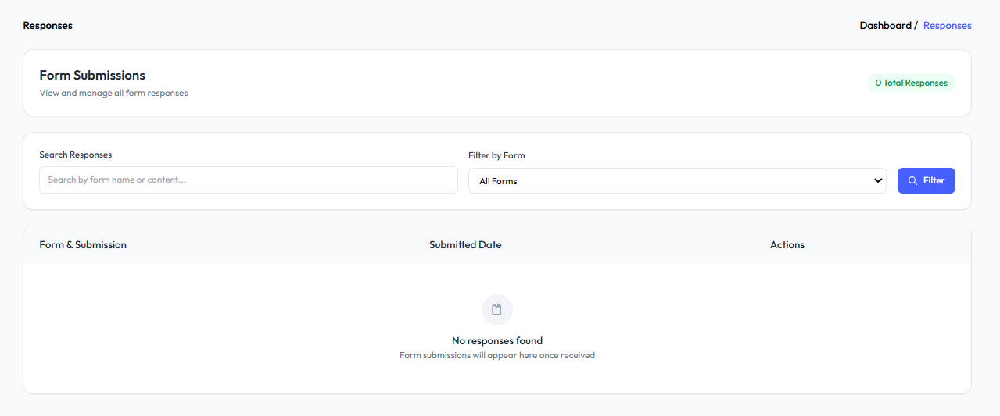 Responses
Dashboard / Responses
Form Submissions
View and manage all form responses
0 Total Responses
Search Responses
Search by form name or content...
Filter by Form
All Forms
Filter
Form & Submission Submitted Date Actions
No responses found
Form submissions will appear here once received